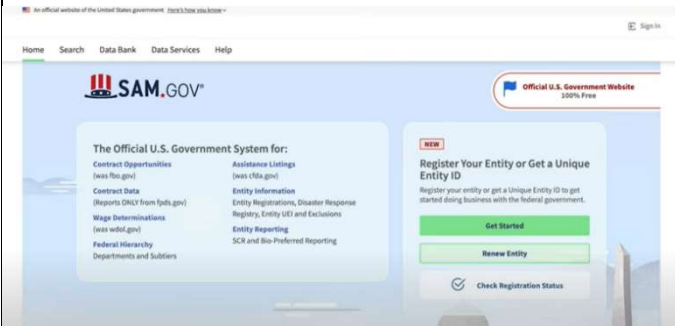 An official website of the United States government Here's how you know
Sign In
Home Search Data Bank Data Services Help
SAM.GOV®
Official U.S. Government Website
100% Free
The Official U.S. Government System for:
Contract Opportunities
(was fbo.gov)
Contract Data
(Reports ONLY from fpds.gov)
Wage Determinations
(was wdol.gov)
Federal Hierarchy
Departments and Subtiers
Assistance Listings
(was cfda.gov)
Entity Information
Entity Registrations, Disaster Response
Registry, Entity UEI and Exclusions
Entity Reporting
SCR and Bio-Preferred Reporting
NEW
Register Your Entity or Get a Unique
Entity ID
Register your entity or get a Unique Entity ID to get
started doing business with the federal government.
Get Started
Renew Entity
Check Registration Status